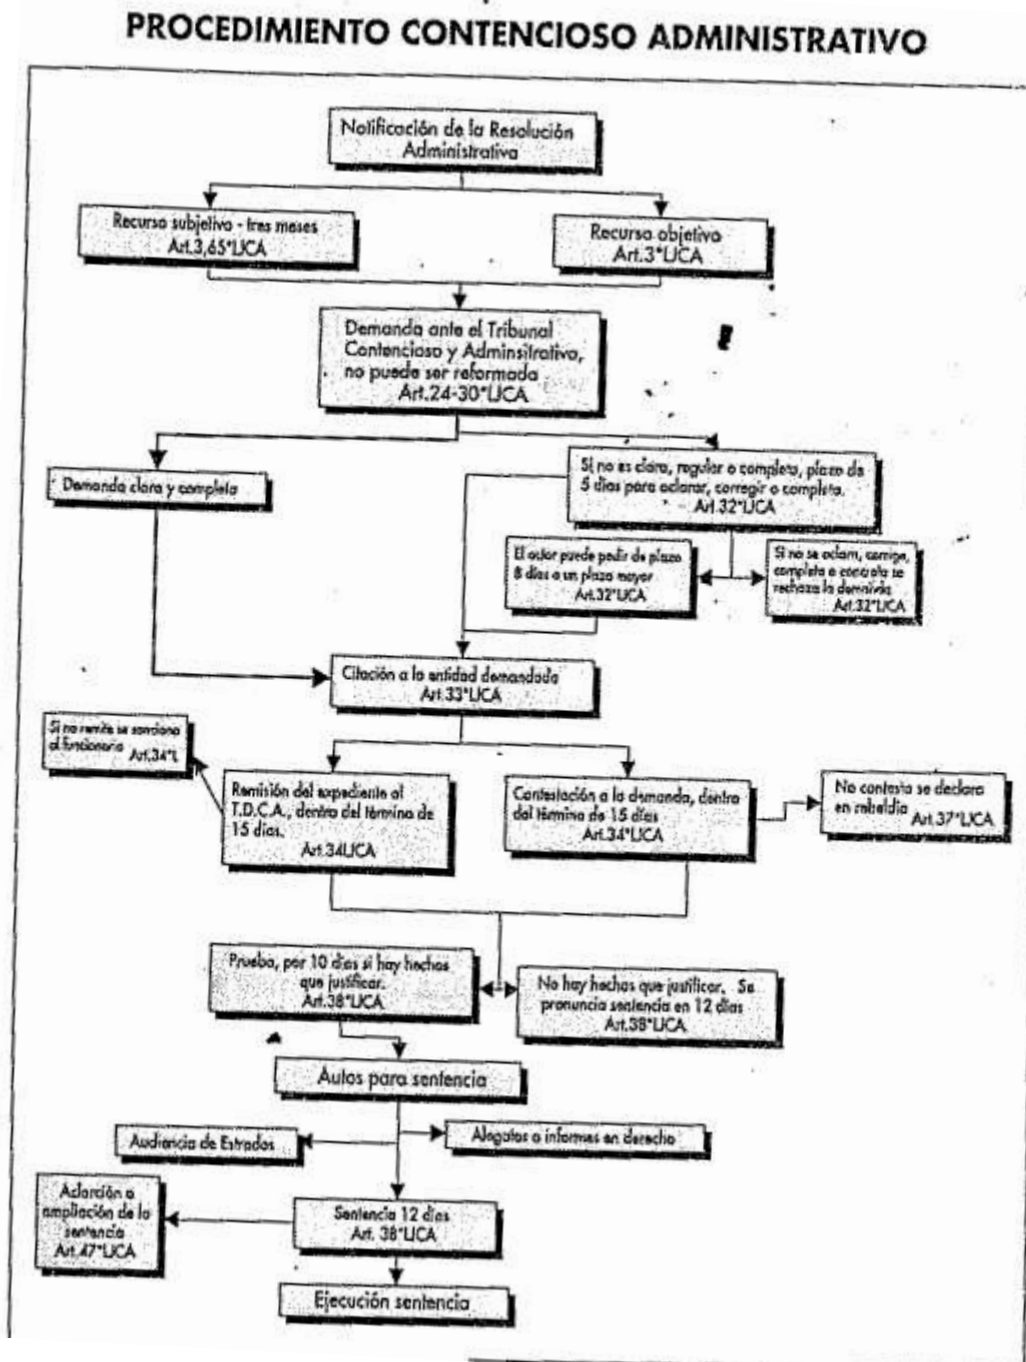 PROCEDIMIENTO CONTENCIOSO ADMINISTRATIVO
Notificación de la Resolución
Administrativa
Recurso subjetivo - tres meses
Art.3,65*LJCA
Recurso objetivo
Art.3*LJCA
Demanda ante el Tribunal
Contencioso y Adminsitrativo,
no puede ser reformada
Art.24-30*LJCA
Demanda clara y completa
Si no es clara, regular o completa, plazo de
5 días para aclarar, corregir o completa.
Art.32*LJCA
El actor puede pedir de plazo
8 días o un plazo mayor
Art.32*LJCA
Si no se aclara, corrige,
completa o concreta se
rechaza la demanda
Art.32*LJCA
Citación a la entidad demandada
Art.33*LJCA
Si no remite se sanciona
al funcionario Art.34*L
Remisión del expediente al
T.D.C.A., dentro del término de
15 días.
Art.34LJCA
Contestación a la demanda, dentro
del término de 15 días
Art.34*LJCA
No contesta se declara
en rebeldía Art.37*LJCA
Prueba, por 10 días si hay hechos
que justificar.
Art.38*LJCA
No hay hechos que justificar. Se
pronuncia sentencia en 12 días
Art.38*LJCA
Autos para sentencia
Audiencia de Estrados
Alegatos o informes en derecho
Aclarción o
ampliación de la
sentencia
Art.47*LJCA
Sentencia 12 días
Art. 38*LJCA
Ejecución sentencia